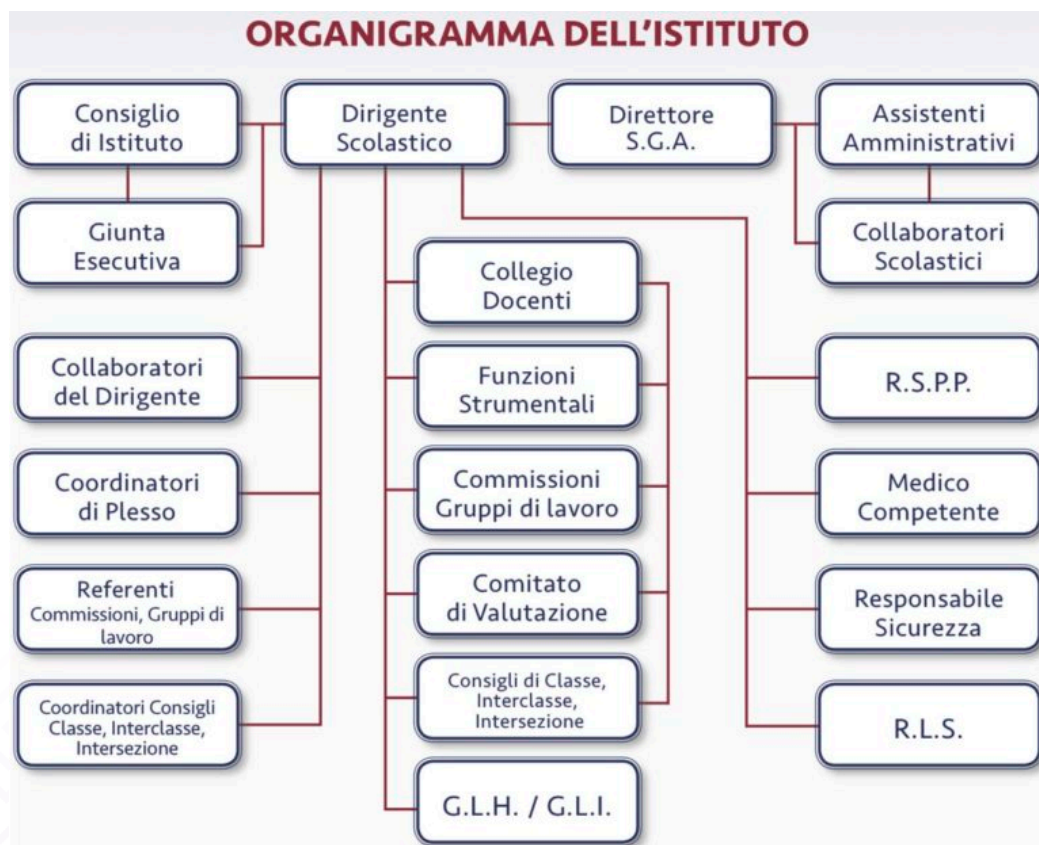 ORGANIGRAMMA DELL'ISTITUTO
Consiglio
di Istituto
Dirigente
Scolastico
Direttore
S.G.A.
Assistenti
Amministrativi
Giunta
Esecutiva
Collaboratori
Scolastici
Collegio
Docenti
Collaboratori
del Dirigente
Funzioni
Strumentali
R.S.P.P.
Coordinatori
di Plesso
Commissioni
Gruppi di lavoro
Medico
Competente
Referenti
Commissioni, Gruppi di
lavoro
Comitato
di Valutazione
Responsabile
Sicurezza
Coordinatori Consigli
Classe, Interclasse,
Intersezione
Consigli di Classe,
Interclasse,
Intersezione
R.L.S.
G.L.H. / G.L.I.